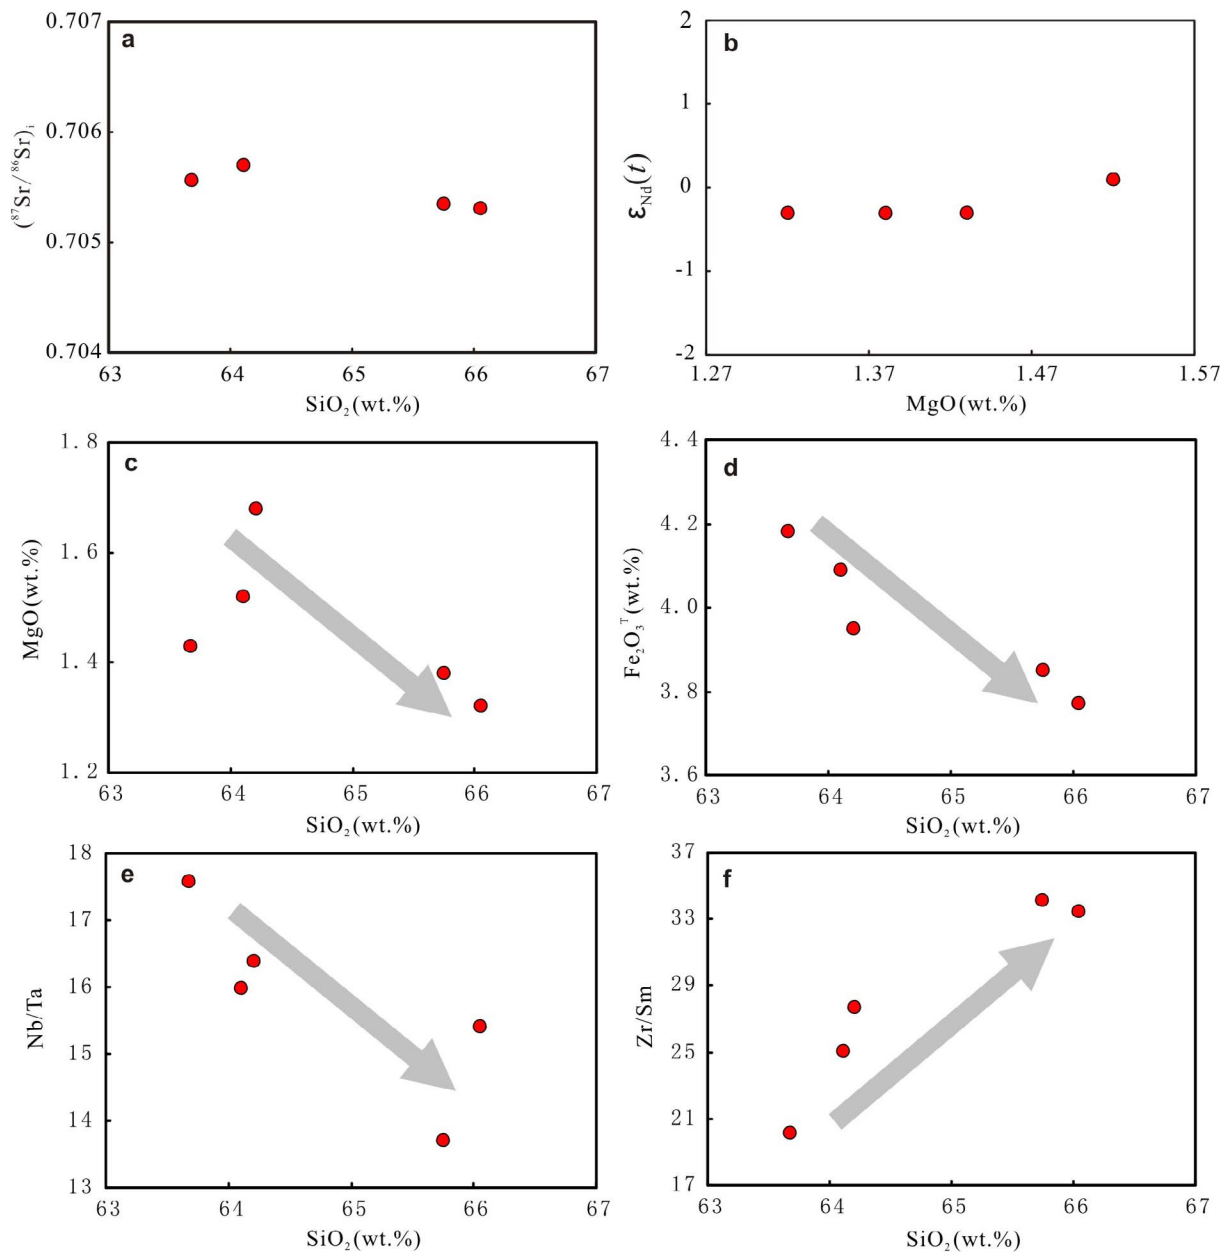 a
0.707
0.706
0.705
0.704
63 64 65 66 67
SiO₂(wt.%)
(⁸⁷Sr/⁸⁶Sr)ᵢ
b
2
1
0
-1
-2
1.27 1.37 1.47 1.57
MgO(wt.%)
εNd(t)
c
1.8
1.6
1.4
1.2
63 64 65 66 67
SiO₂(wt.%)
MgO(wt.%)
d
4.4
4.2
4.0
3.8
3.6
63 64 65 66 67
SiO₂(wt.%)
Fe₂O₃ᵀ(wt.%)
e
18
17
16
15
14
13
63 64 65 66 67
SiO₂(wt.%)
Nb/Ta
f
37
33
29
25
21
17
63 64 65 66 67
SiO₂(wt.%)
Zr/Sm